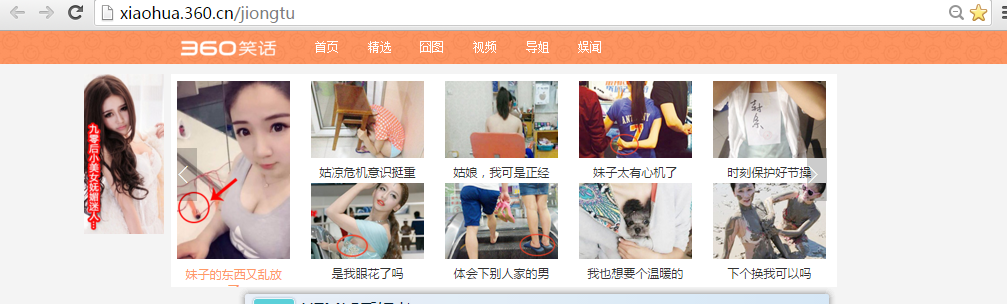 xiaohua.360.cn/jiongtu
360笑话
首页 精选 囧图 视频 导姐 娱闻
九零后小美女妩媚迷人!
姑凉危机意识挺重
姑娘，我可是正经
妹子太有心机了
时刻保护好节操
妹子的东西又乱放
是我眼花了吗
体会下别人家的男
我也想要个温暖的
下个换我可以吗